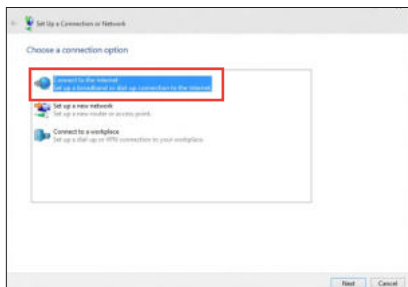 Set Up a Connection or Network
Choose a connection option
Connect to the Internet
Set up a broadband or dial-up connection to the Internet.
Set up a new network
Set up a new router or access point.
Connect to a workplace
Set up a dial-up or VPN connection to your workplace.
Next Cancel